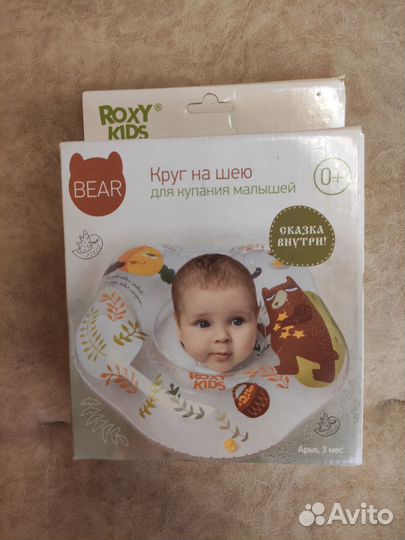 ROXY®
KIDS
BEAR
Круг на шею
для купания малышей
0+
СКАЗКА
ВНУТРИ!
ROXY
KIDS
Арья, 3 мес.
Avito